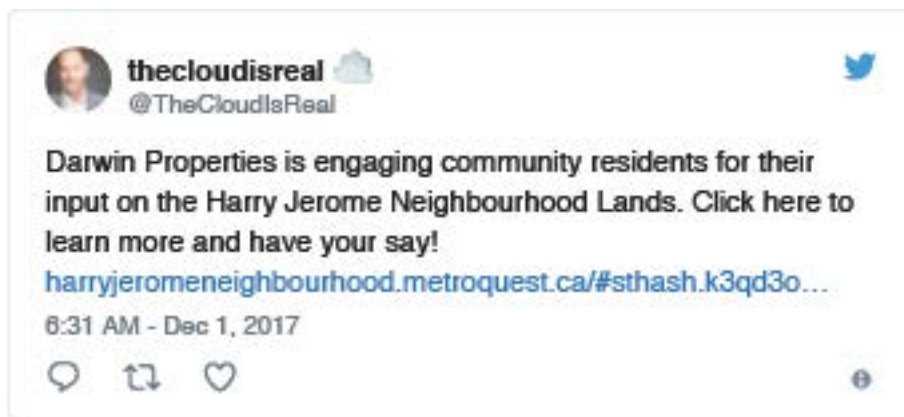 thecloudisreal
@TheCloudIsReal
Darwin Properties is engaging community residents for their
input on the Harry Jerome Neighbourhood Lands. Click here to
learn more and have your say!
harryjeromeneighbourhood.metroquest.ca/#sthash.k3qd3o...
6:31 AM - Dec 1, 2017